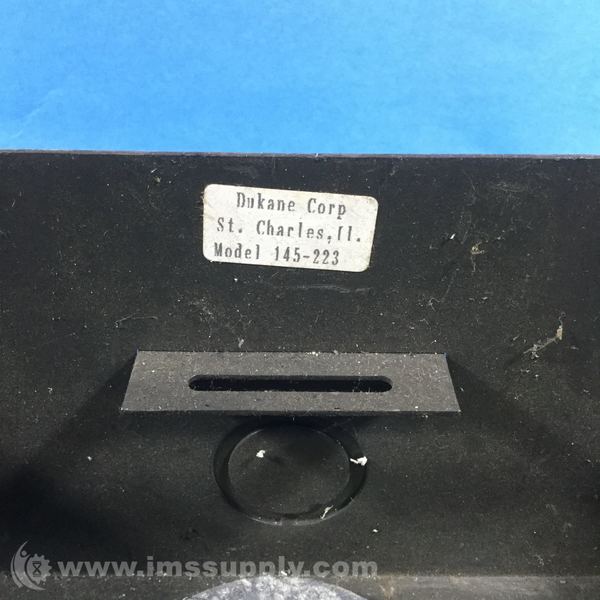 Dukane Corp
St. Charles,Il.
Model 145-223
www.imssupply.com